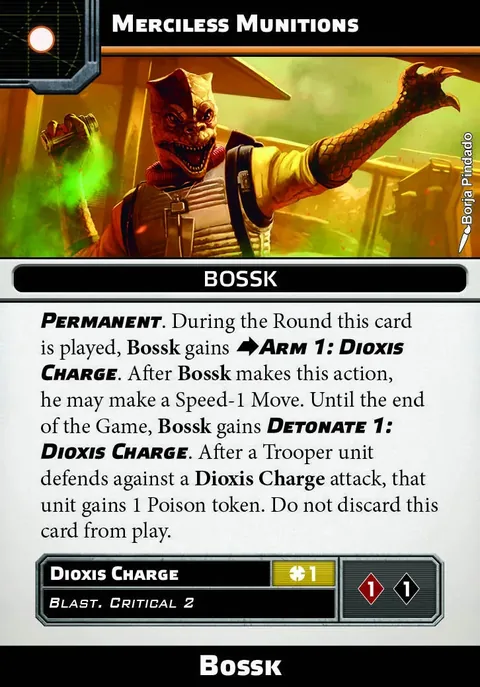 Merciless Munitions
Borja Pindado
BOSSK
Permanent. During the Round this card
is played, Bossk gains Arm 1: Dioxis
Charge. After Bossk makes this action,
he may make a Speed-1 Move. Until the end
of the Game, Bossk gains Detonate 1:
Dioxis Charge. After a Trooper unit
defends against a Dioxis Charge attack, that
unit gains 1 Poison token. Do not discard this
card from play.
Dioxis Charge 1
Blast, Critical 2
1 1
Bossk